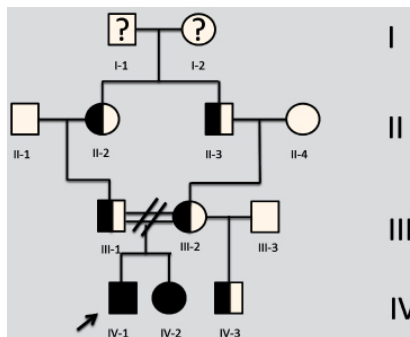 ? ? I
I-1 I-2
II
II-1 II-2 II-3 II-4
III
III-1 III-2 III-3
IV
IV-1 IV-2 IV-3